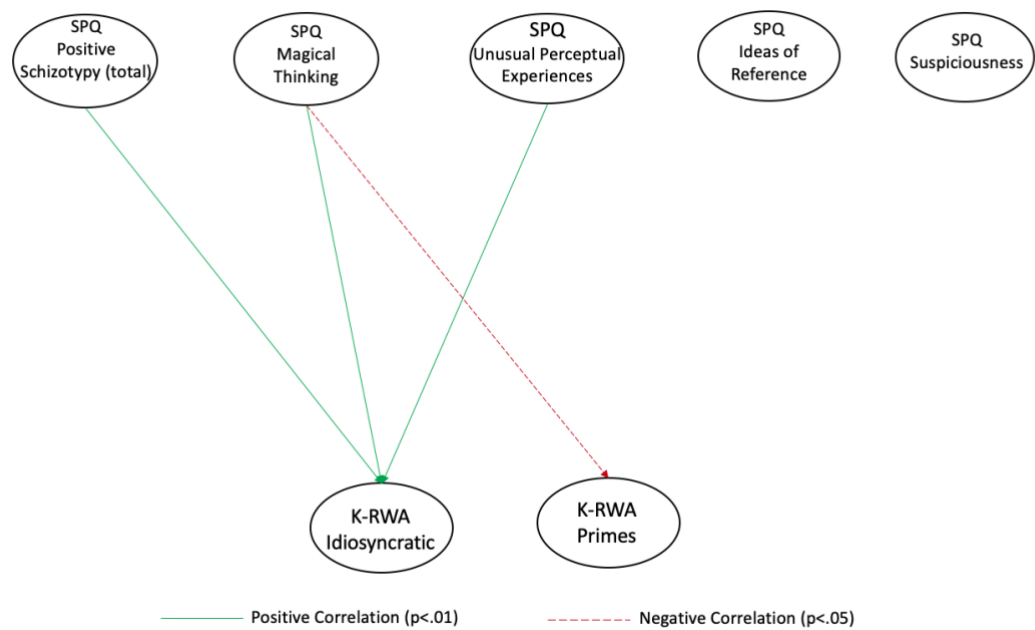 SPQ
Positive
Schizotypy (total)
SPQ
Magical
Thinking
SPQ
Unusual Perceptual
Experiences
SPQ
Ideas of
Reference
SPQ
Suspiciousness
K-RWA
Idiosyncratic
K-RWA
Primes
Positive Correlation (p<.01)
Negative Correlation (p<.05)